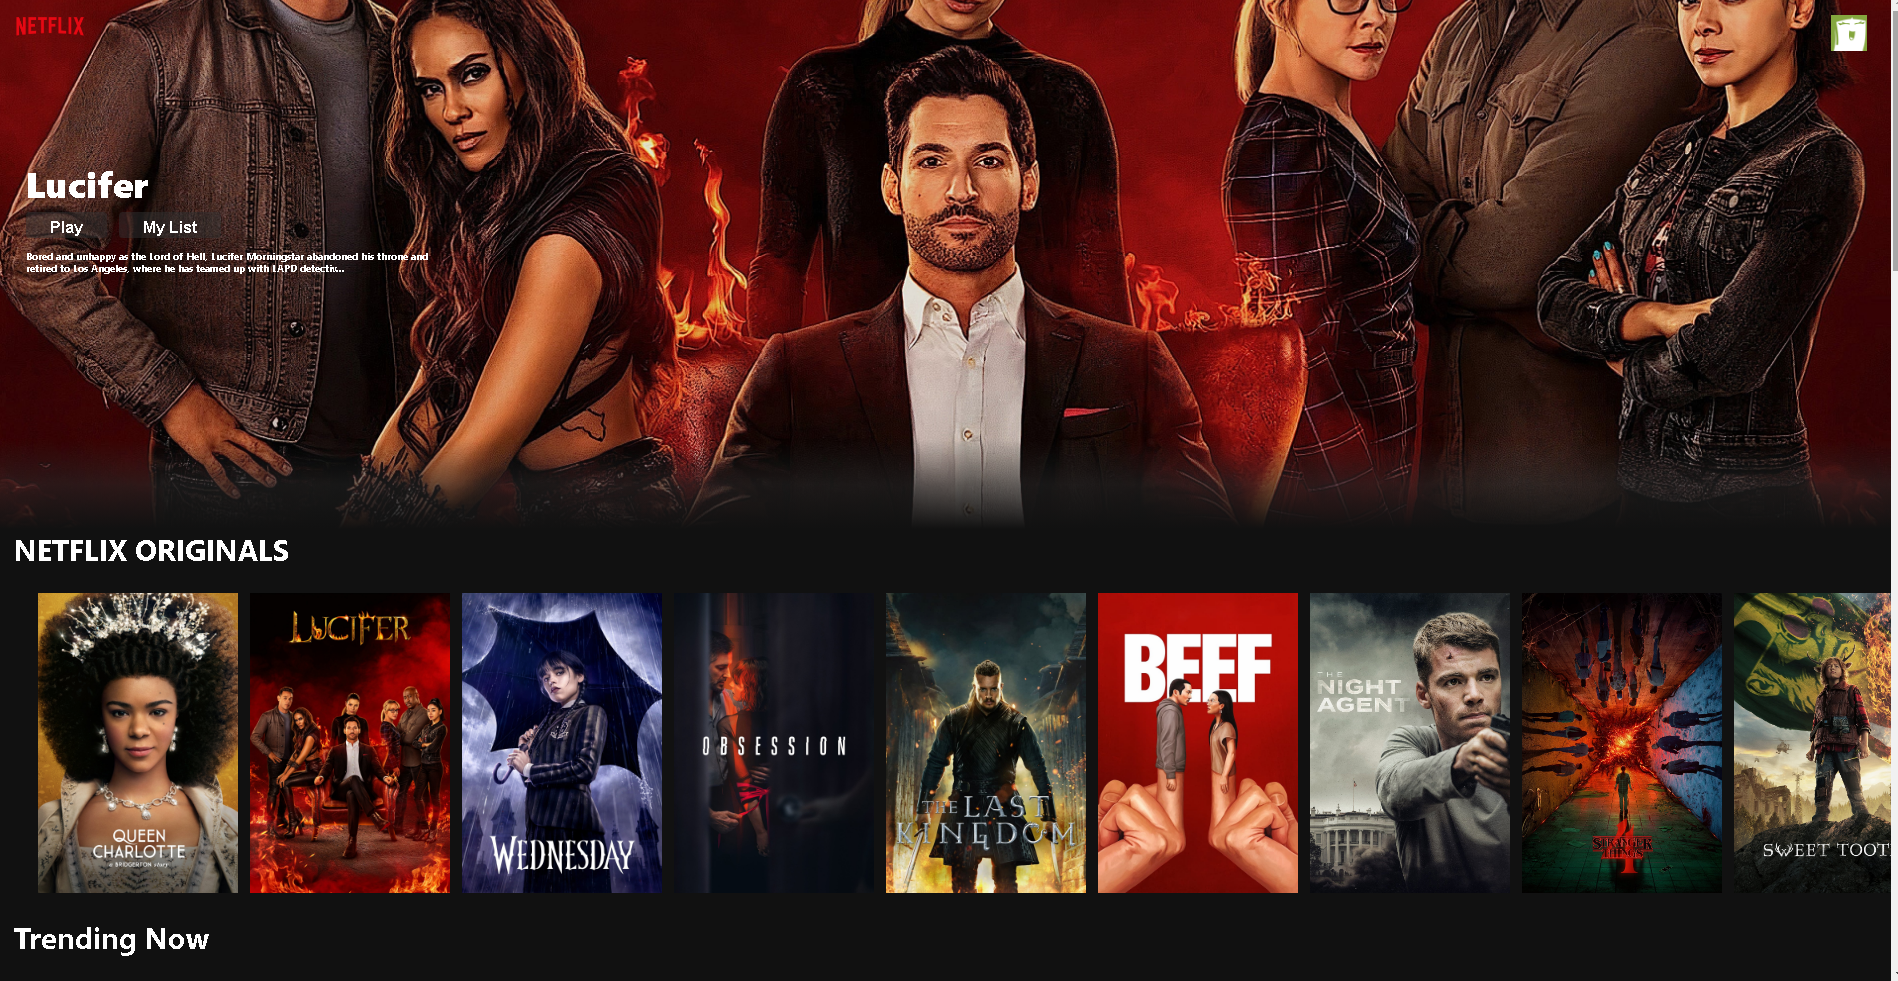 NETFLIX
Lucifer
Play
My List
Bored and unhappy as the Lord of Hell, Lucifer Morningstar abandoned his throne and
retired to Los Angeles, where he has teamed up with LAPD detectiv...
NETFLIX ORIGINALS
QUEEN
CHARLOTTE
a BRIDGERTON story
LUCIFER
WEDNESDAY
OBSESSION
THE LAST
KINGDOM
BEEF
THE
NIGHT
AGENT
STRANGER
THINGS
4
SWEET TOOT
Trending Now